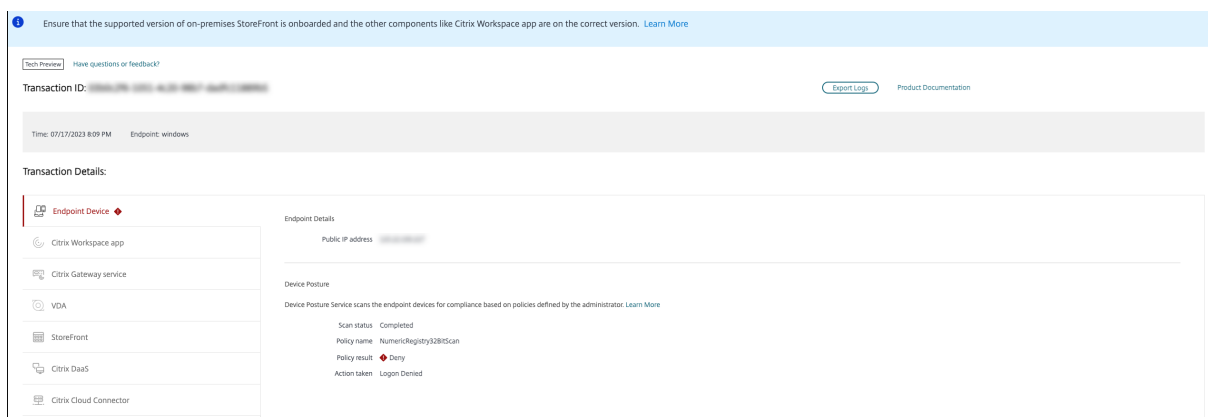 Ensure that the supported version of on-premises StoreFront is onboarded and the other components like Citrix Workspace app are on the correct version. Learn More
Tech Preview Have questions or feedback?
Transaction ID:
Export Logs Product Documentation
Time: 07/17/2023 8:09 PM Endpoint: windows
Transaction Details:
Endpoint Device
Citrix Workspace app
Citrix Gateway service
VDA
StoreFront
Citrix DaaS
Citrix Cloud Connector
Endpoint Details
Public IP address
Device Posture
Device Posture Service scans the endpoint devices for compliance based on policies defined by the administrator. Learn More
Scan status Completed
Policy name NumericRegistry32BitScan
Policy result Deny
Action taken Logon Denied